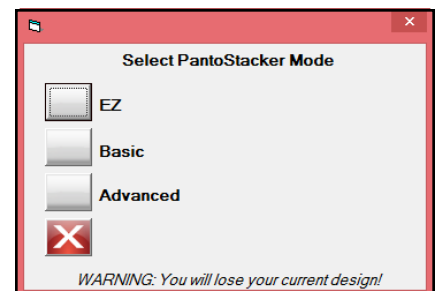 Select PantoStacker Mode
EZ
Basic
Advanced
WARNING: You will lose your current design!